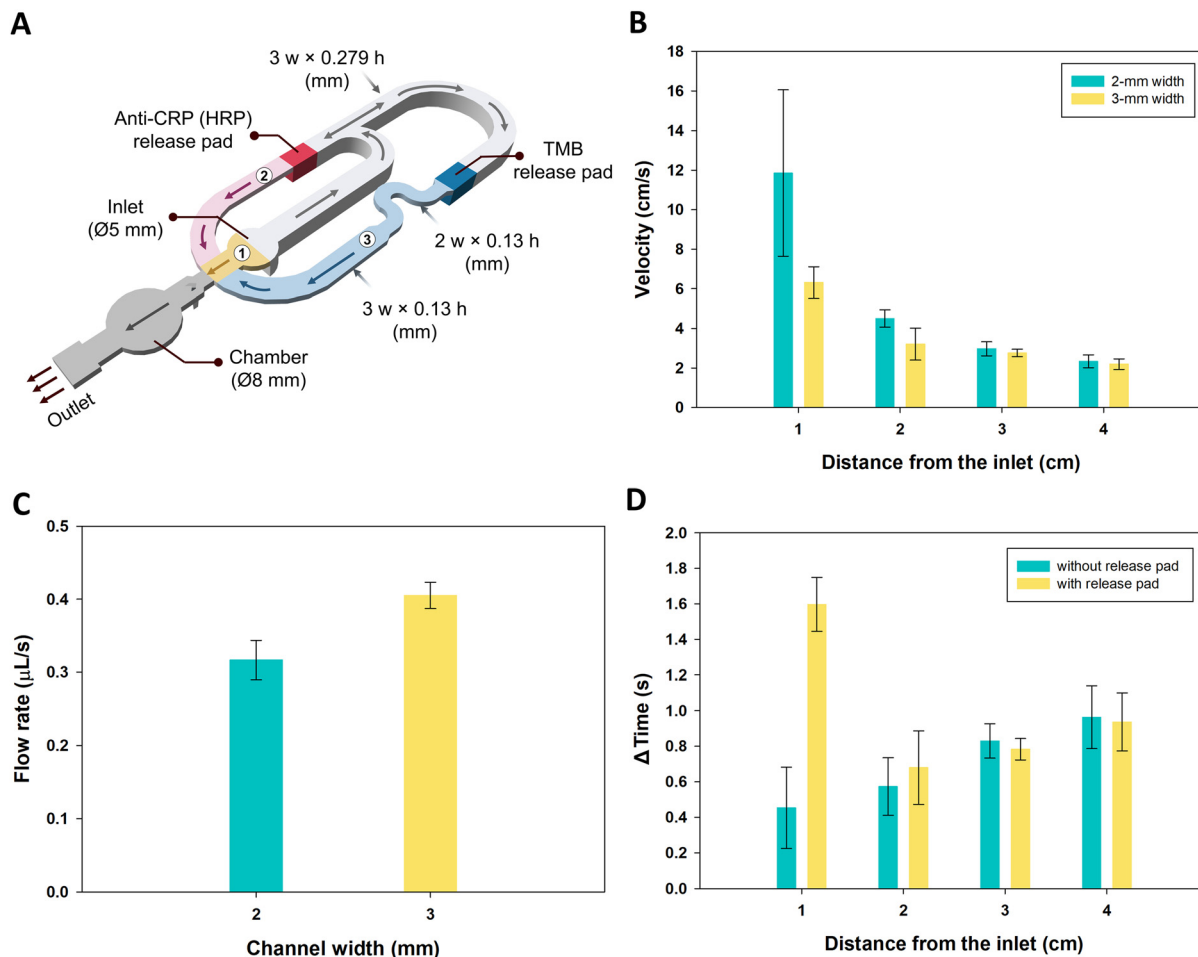 A
3 w × 0.279 h
(mm)
Anti-CRP (HRP)
release pad
TMB
release pad
2
Inlet
(Ø5 mm)
1
3
2 w × 0.13 h
(mm)
3 w × 0.13 h
(mm)
Chamber
(Ø8 mm)
Outlet
B
18
16
14
12
10
8
6
4
2
0
Velocity (cm/s)
2-mm width
3-mm width
1 2 3 4
Distance from the inlet (cm)
C
0.5
0.4
0.3
0.2
0.1
0.0
Flow rate (μL/s)
2 3
Channel width (mm)
D
2.0
1.8
1.6
1.4
1.2
1.0
0.8
0.6
0.4
0.2
0.0
Δ Time (s)
without release pad
with release pad
1 2 3 4
Distance from the inlet (cm)